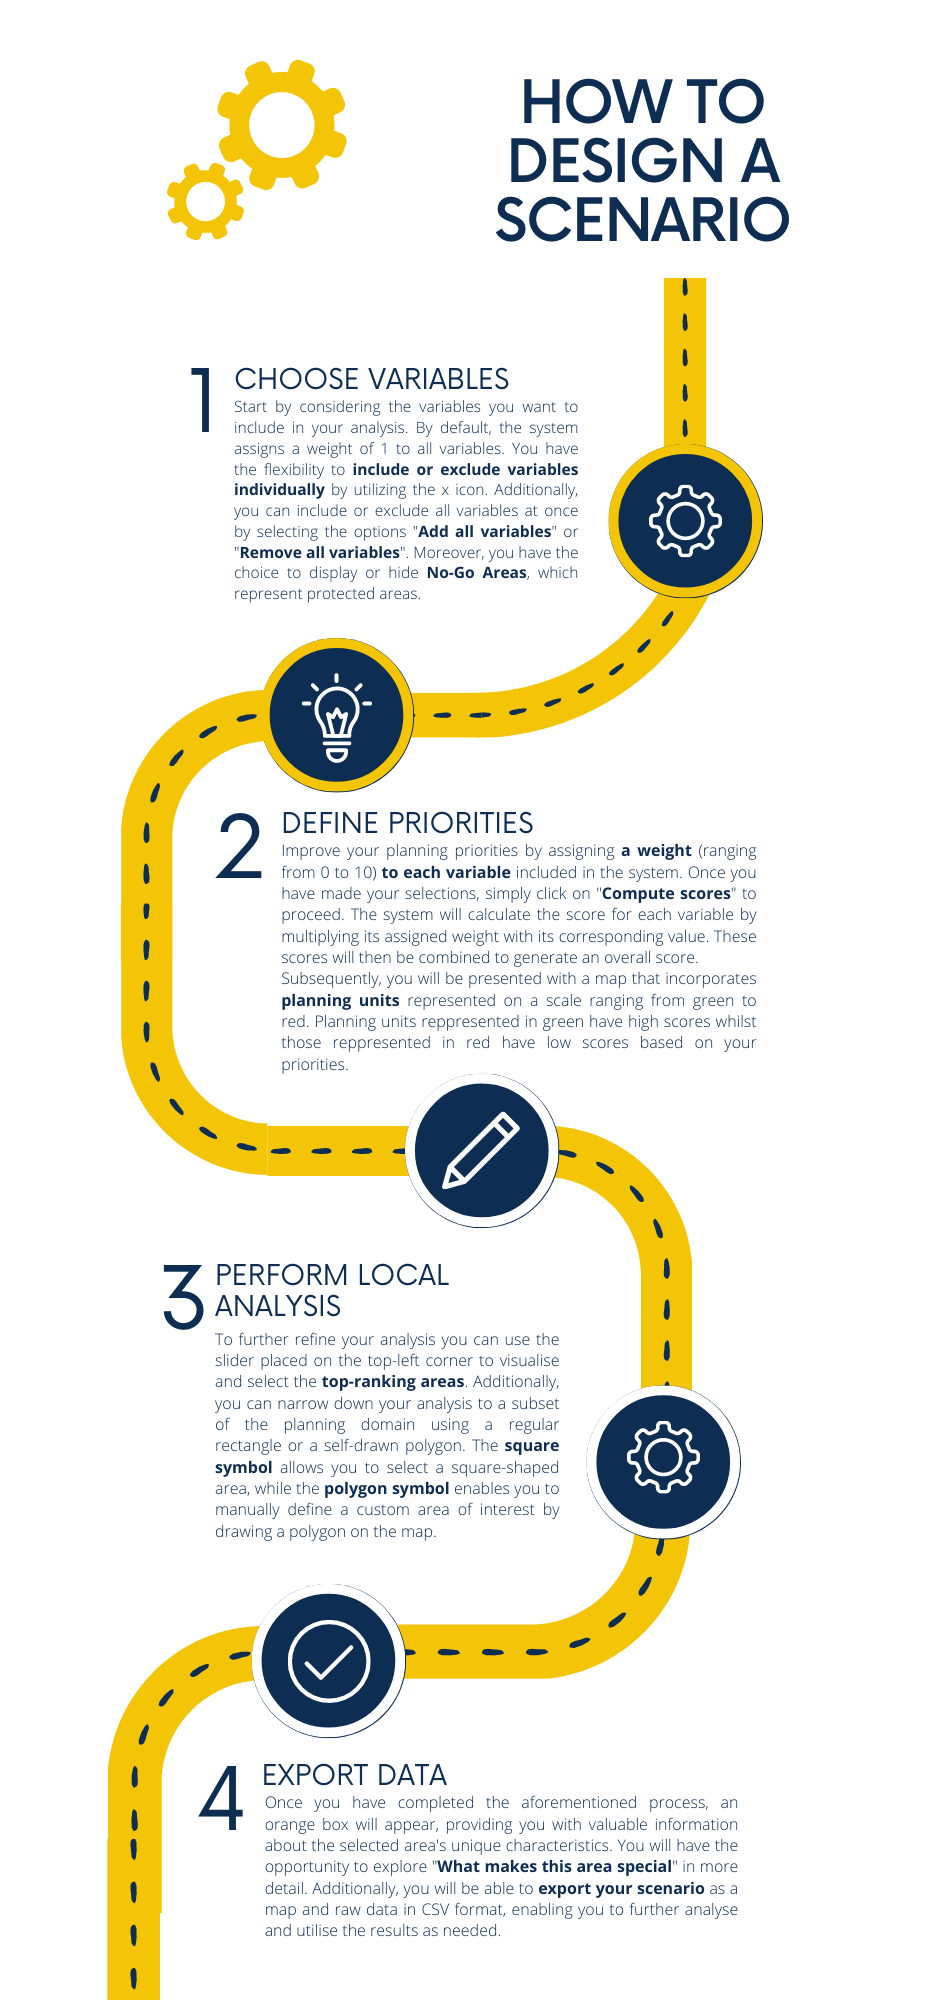 HOW TO
DESIGN A
SCENARIO
1 CHOOSE VARIABLES
Start by considering the variables you want to
include in your analysis. By default, the system
assigns a weight of 1 to all variables. You have
the flexibility to include or exclude variables
individually by utilizing the x icon. Additionally,
you can include or exclude all variables at once
by selecting the options "Add all variables" or
"Remove all variables". Moreover, you have the
choice to display or hide No-Go Areas, which
represent protected areas.
2 DEFINE PRIORITIES
Improve your planning priorities by assigning a weight (ranging
from 0 to 10) to each variable included in the system. Once you
have made your selections, simply click on "Compute scores" to
proceed. The system will calculate the score for each variable by
multiplying its assigned weight with its corresponding value. These
scores will then be combined to generate an overall score.
Subsequently, you will be presented with a map that incorporates
planning units represented on a scale ranging from green to
red. Planning units reppresented in green have high scores whilst
those reppresented in red have low scores based on your
priorities.
3 PERFORM LOCAL
ANALYSIS
To further refine your analysis you can use the
slider placed on the top-left corner to visualise
and select the top-ranking areas. Additionally,
you can narrow down your analysis to a subset
of the planning domain using a regular
rectangle or a self-drawn polygon. The square
symbol allows you to select a square-shaped
area, while the polygon symbol enables you to
manually define a custom area of interest by
drawing a polygon on the map.
4 EXPORT DATA
Once you have completed the aforementioned process, an
orange box will appear, providing you with valuable information
about the selected area's unique characteristics. You will have the
opportunity to explore "What makes this area special" in more
detail. Additionally, you will be able to export your scenario as a
map and raw data in CSV format, enabling you to further analyse
and utilise the results as needed.